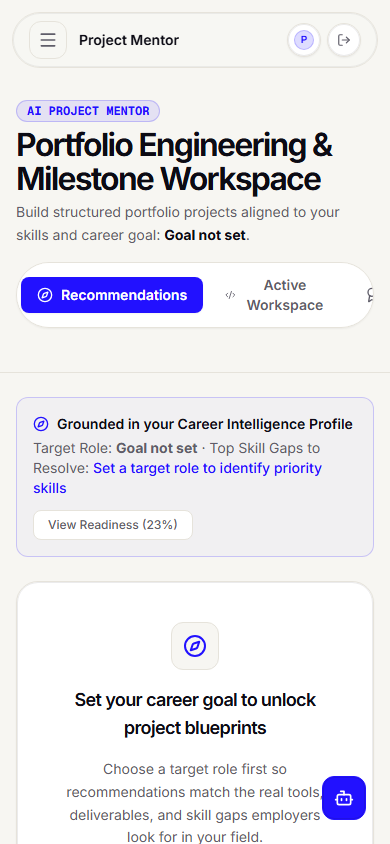 Project Mentor
P
AI PROJECT MENTOR
Portfolio Engineering &
Milestone Workspace
Build structured portfolio projects aligned to your
skills and career goal: Goal not set.
Recommendations
Active
Workspace
Grounded in your Career Intelligence Profile
Target Role: Goal not set · Top Skill Gaps to
Resolve: Set a target role to identify priority
skills
View Readiness (23%)
Set your career goal to unlock
project blueprints
Choose a target role first so
recommendations match the real tools,
deliverables, and skill gaps employers
look for in your field.